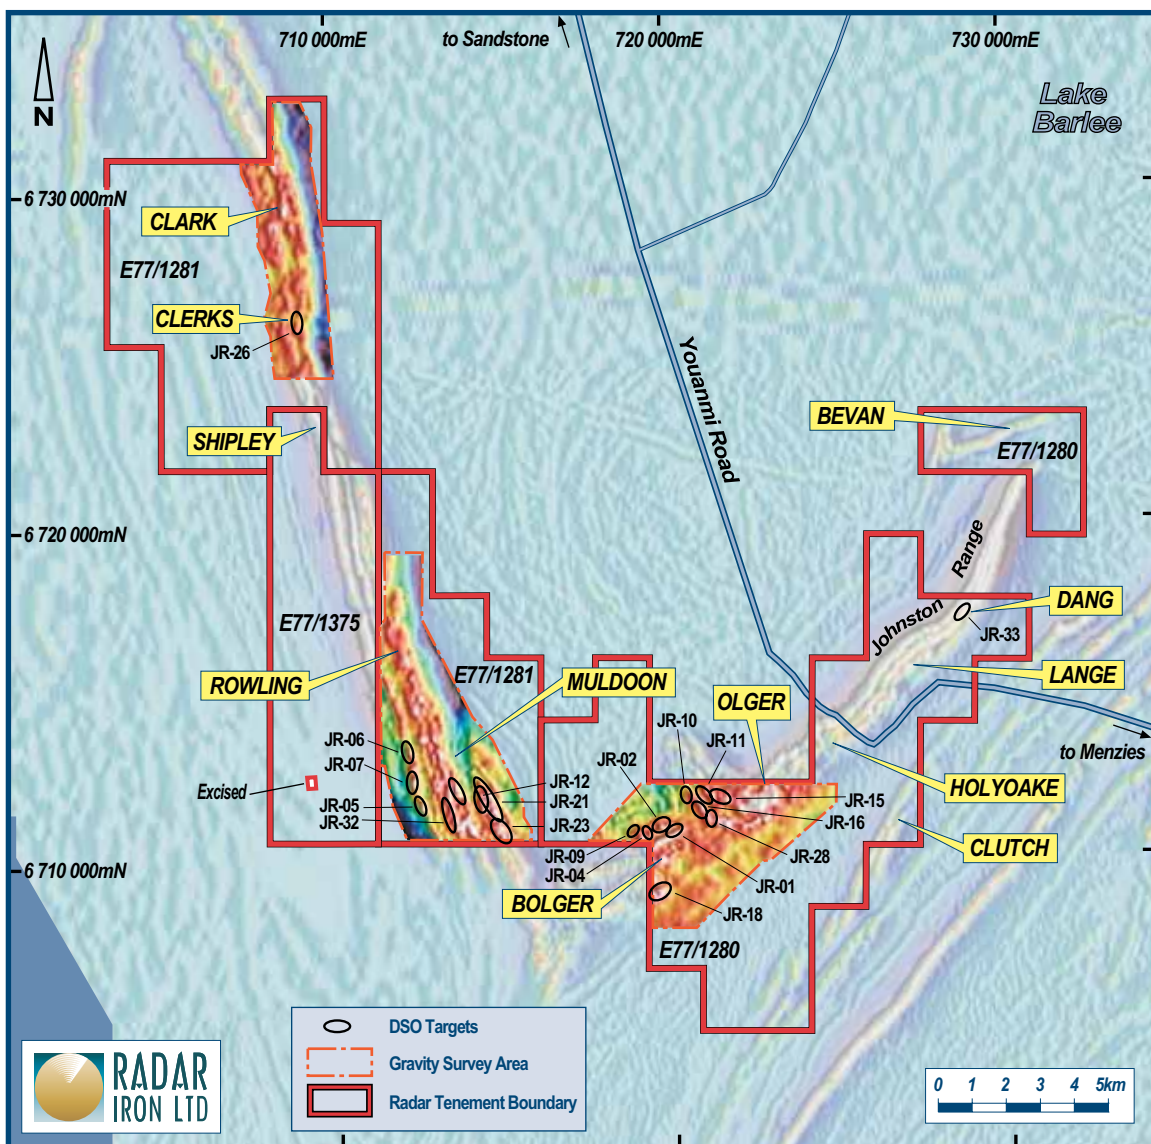 710 000mE
to Sandstone
720 000mE
730 000mE
N
Lake
Barlee
6 730 000mN
CLARK
E77/1281
CLERKS
JR-26
Youanmi Road
SHIPLEY
BEVAN
E77/1280
6 720 000mN
Johnston Range
DANG
JR-33
E77/1375
ROWLING
E77/1281
MULDOON
LANGE
OLGER
JR-10
JR-11
JR-06
JR-07
JR-02
to Menzies
Excised
JR-12
JR-21
JR-15
HOLYOAKE
JR-05
JR-32
JR-23
JR-16
JR-09
JR-28
CLUTCH
JR-04
JR-01
6 710 000mN
BOLGER
JR-18
E77/1280
DSO Targets
Gravity Survey Area
Radar Tenement Boundary
RADAR
IRON LTD
0 1 2 3 4 5km